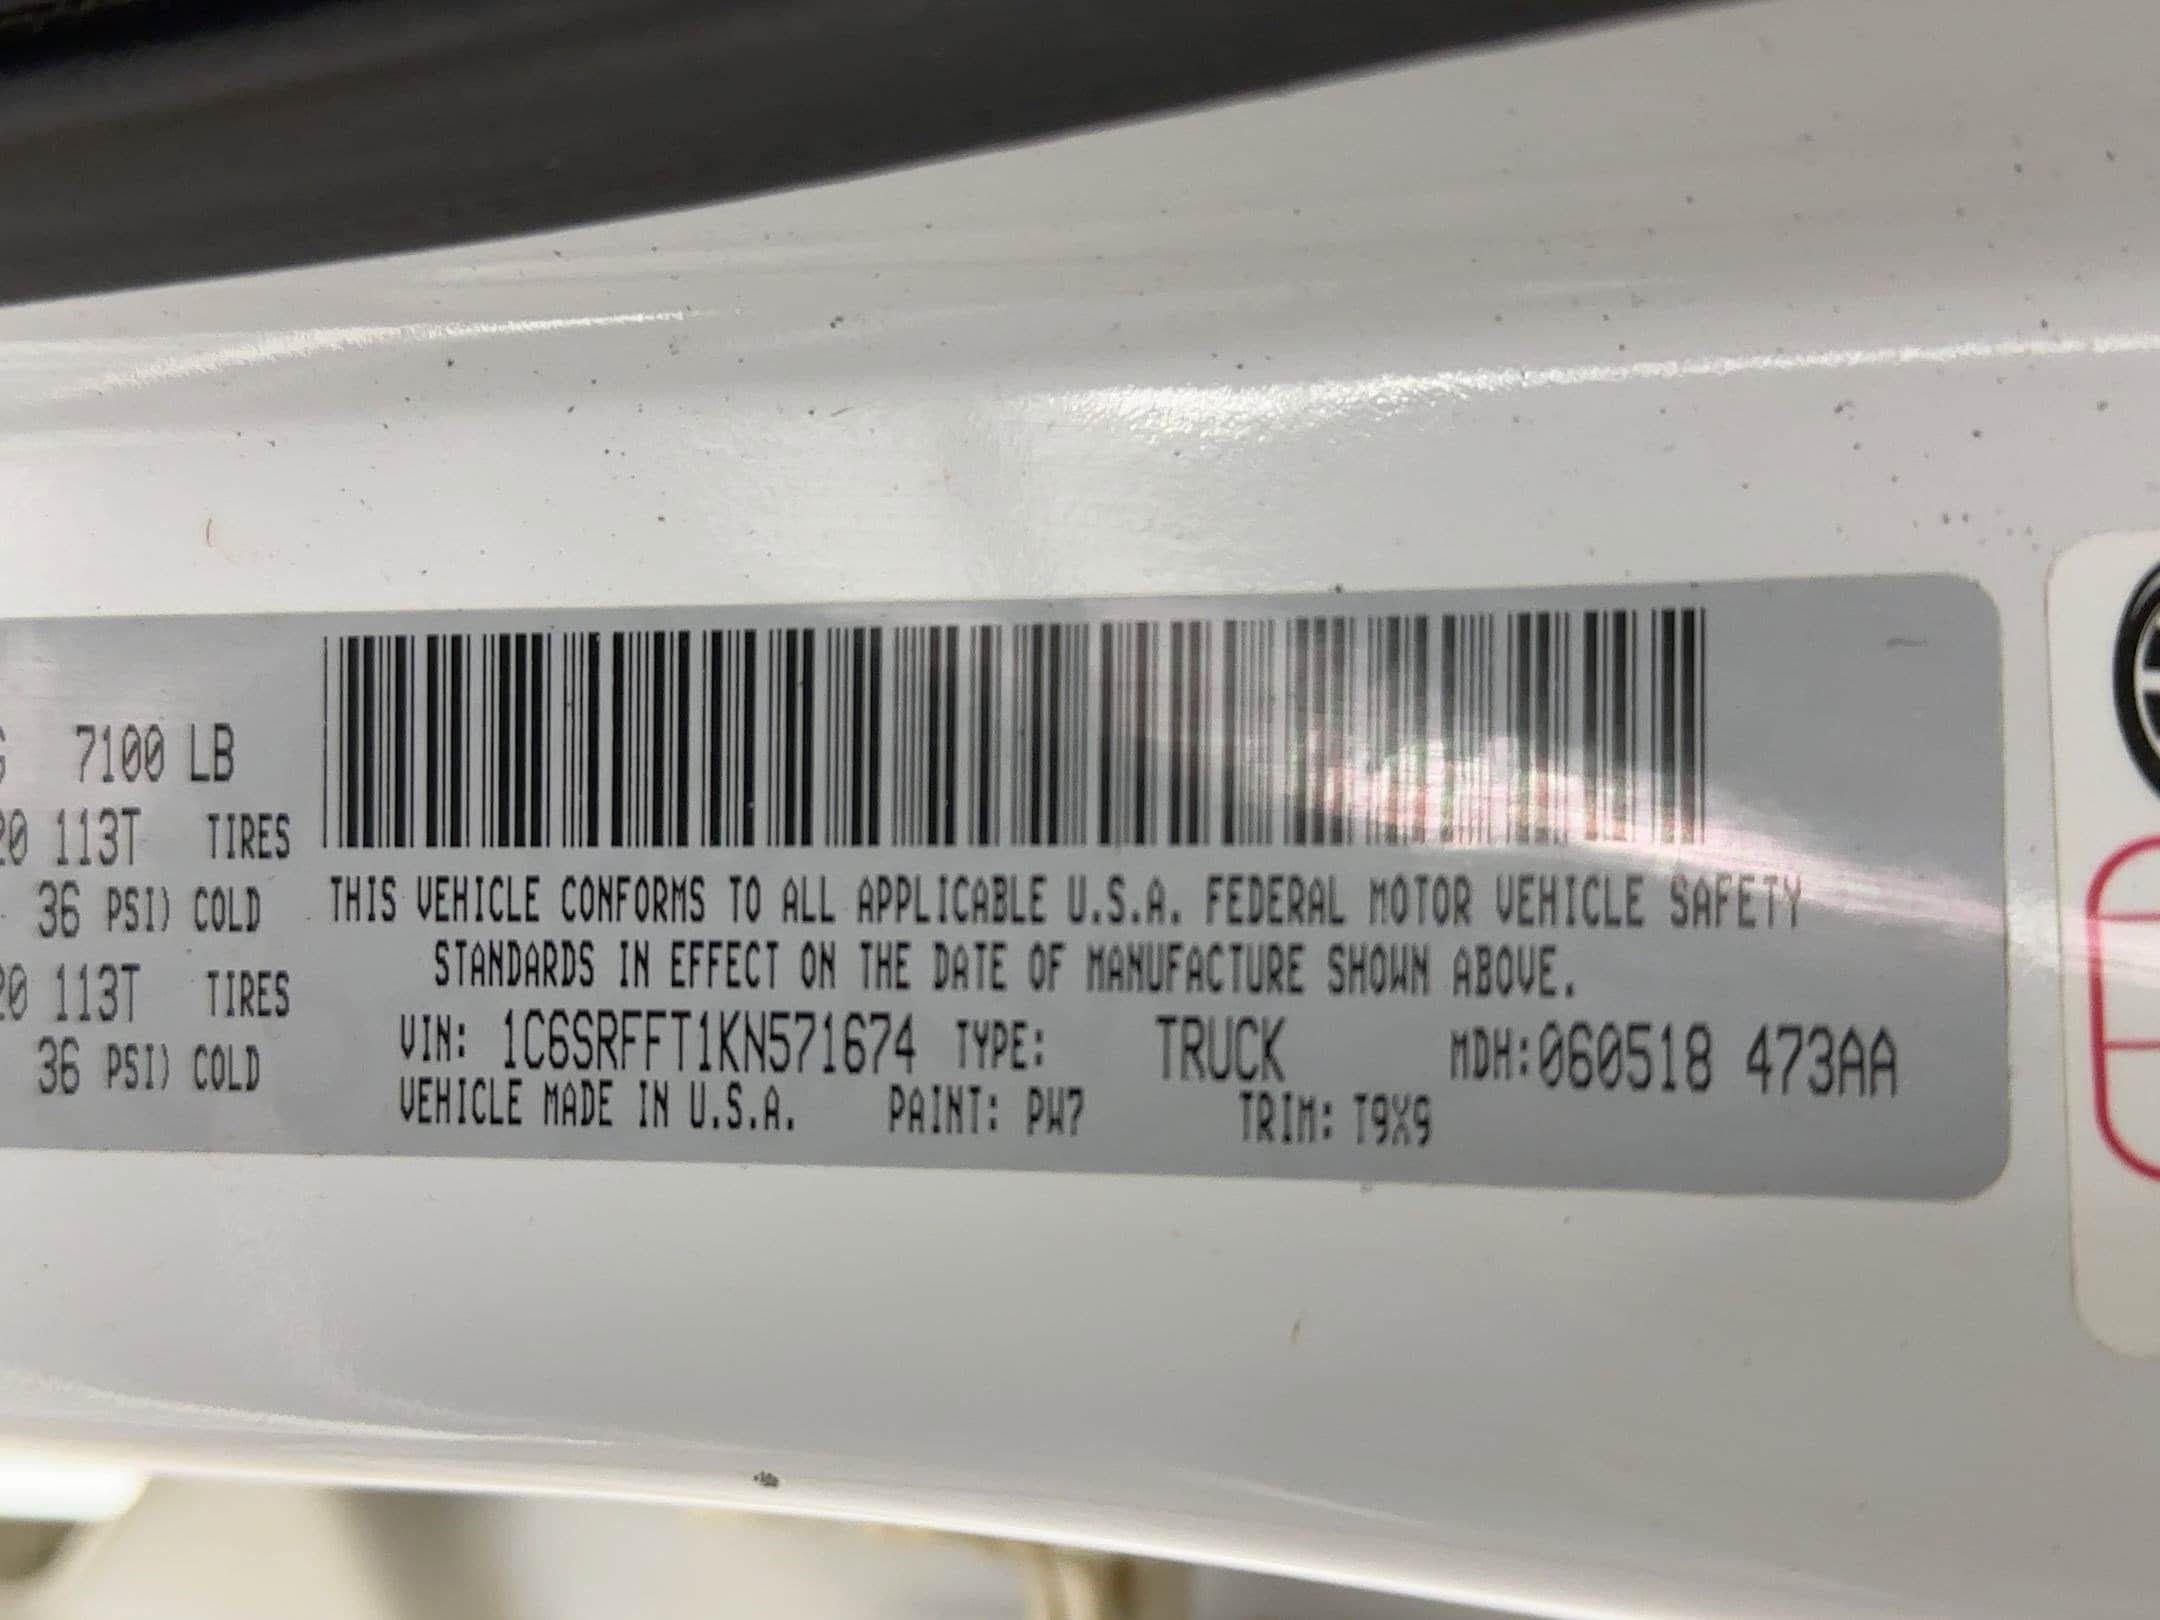 7100 LB
113T TIRES
36 PSI) COLD
113T TIRES
36 PSI) COLD
THIS VEHICLE CONFORMS TO ALL APPLICABLE U.S.A. FEDERAL MOTOR VEHICLE SAFETY
STANDARDS IN EFFECT ON THE DATE OF MANUFACTURE SHOWN ABOVE.
VIN: 1C6SRFFT1KN571674 TYPE: TRUCK MDH:060518 473AA
VEHICLE MADE IN U.S.A. PAINT: PW7 TRIM: T9X9